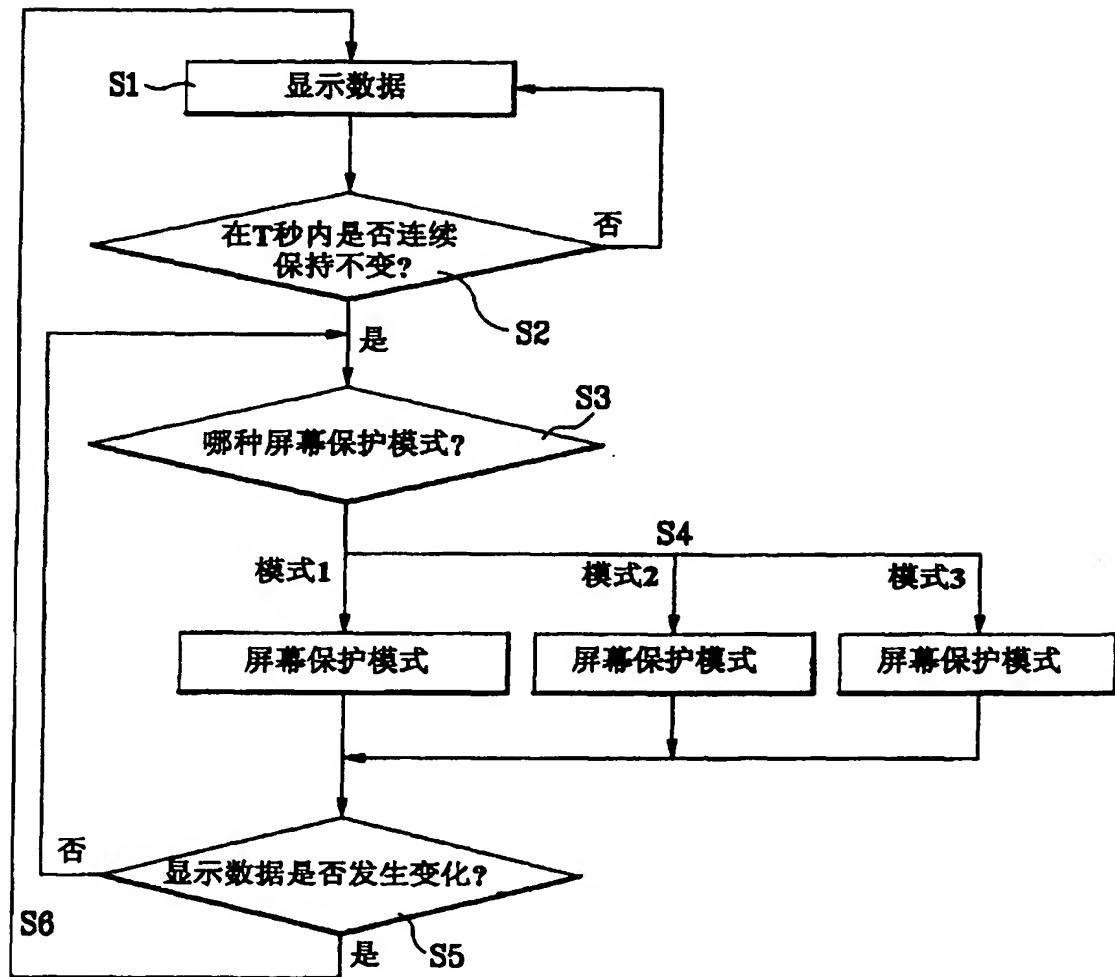 S1
显示数据
在T秒内是否连续
保持不变?
否
S2
是
S3
哪种屏幕保护模式?
S4
模式1
模式2
模式3
屏幕保护模式
屏幕保护模式
屏幕保护模式
否
显示数据是否发生变化?
S6
是
S5